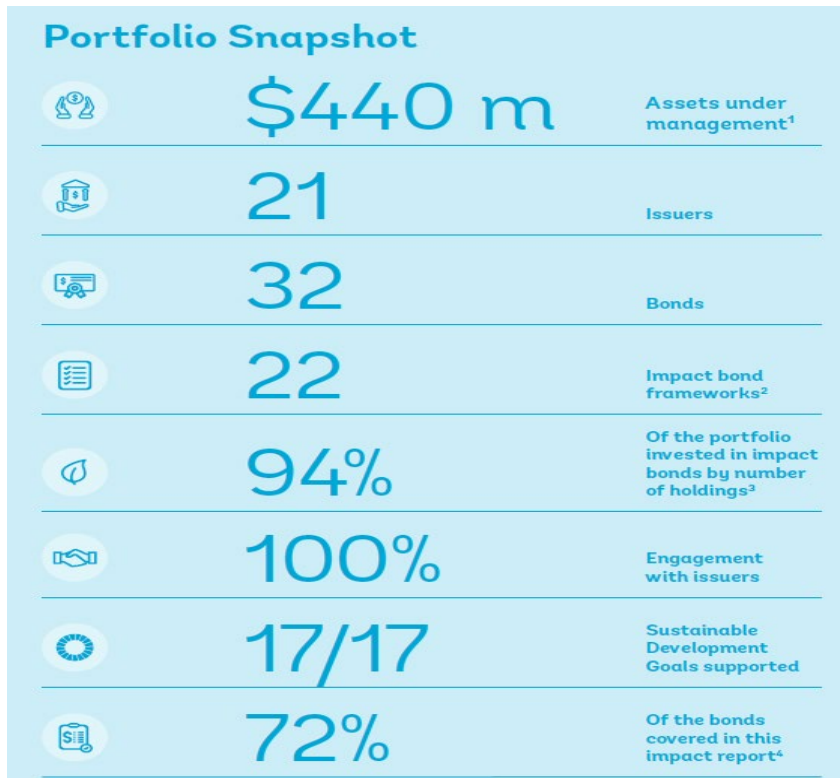 Portfolio Snapshot
$440 m
Assets under
management¹
21
Issuers
32
Bonds
22
Impact bond
frameworks²
94%
Of the portfolio
invested in impact
bonds by number
of holdings³
100%
Engagement
with issuers
17/17
Sustainable
Development
Goals supported
72%
Of the bonds
covered in this
impact report⁴